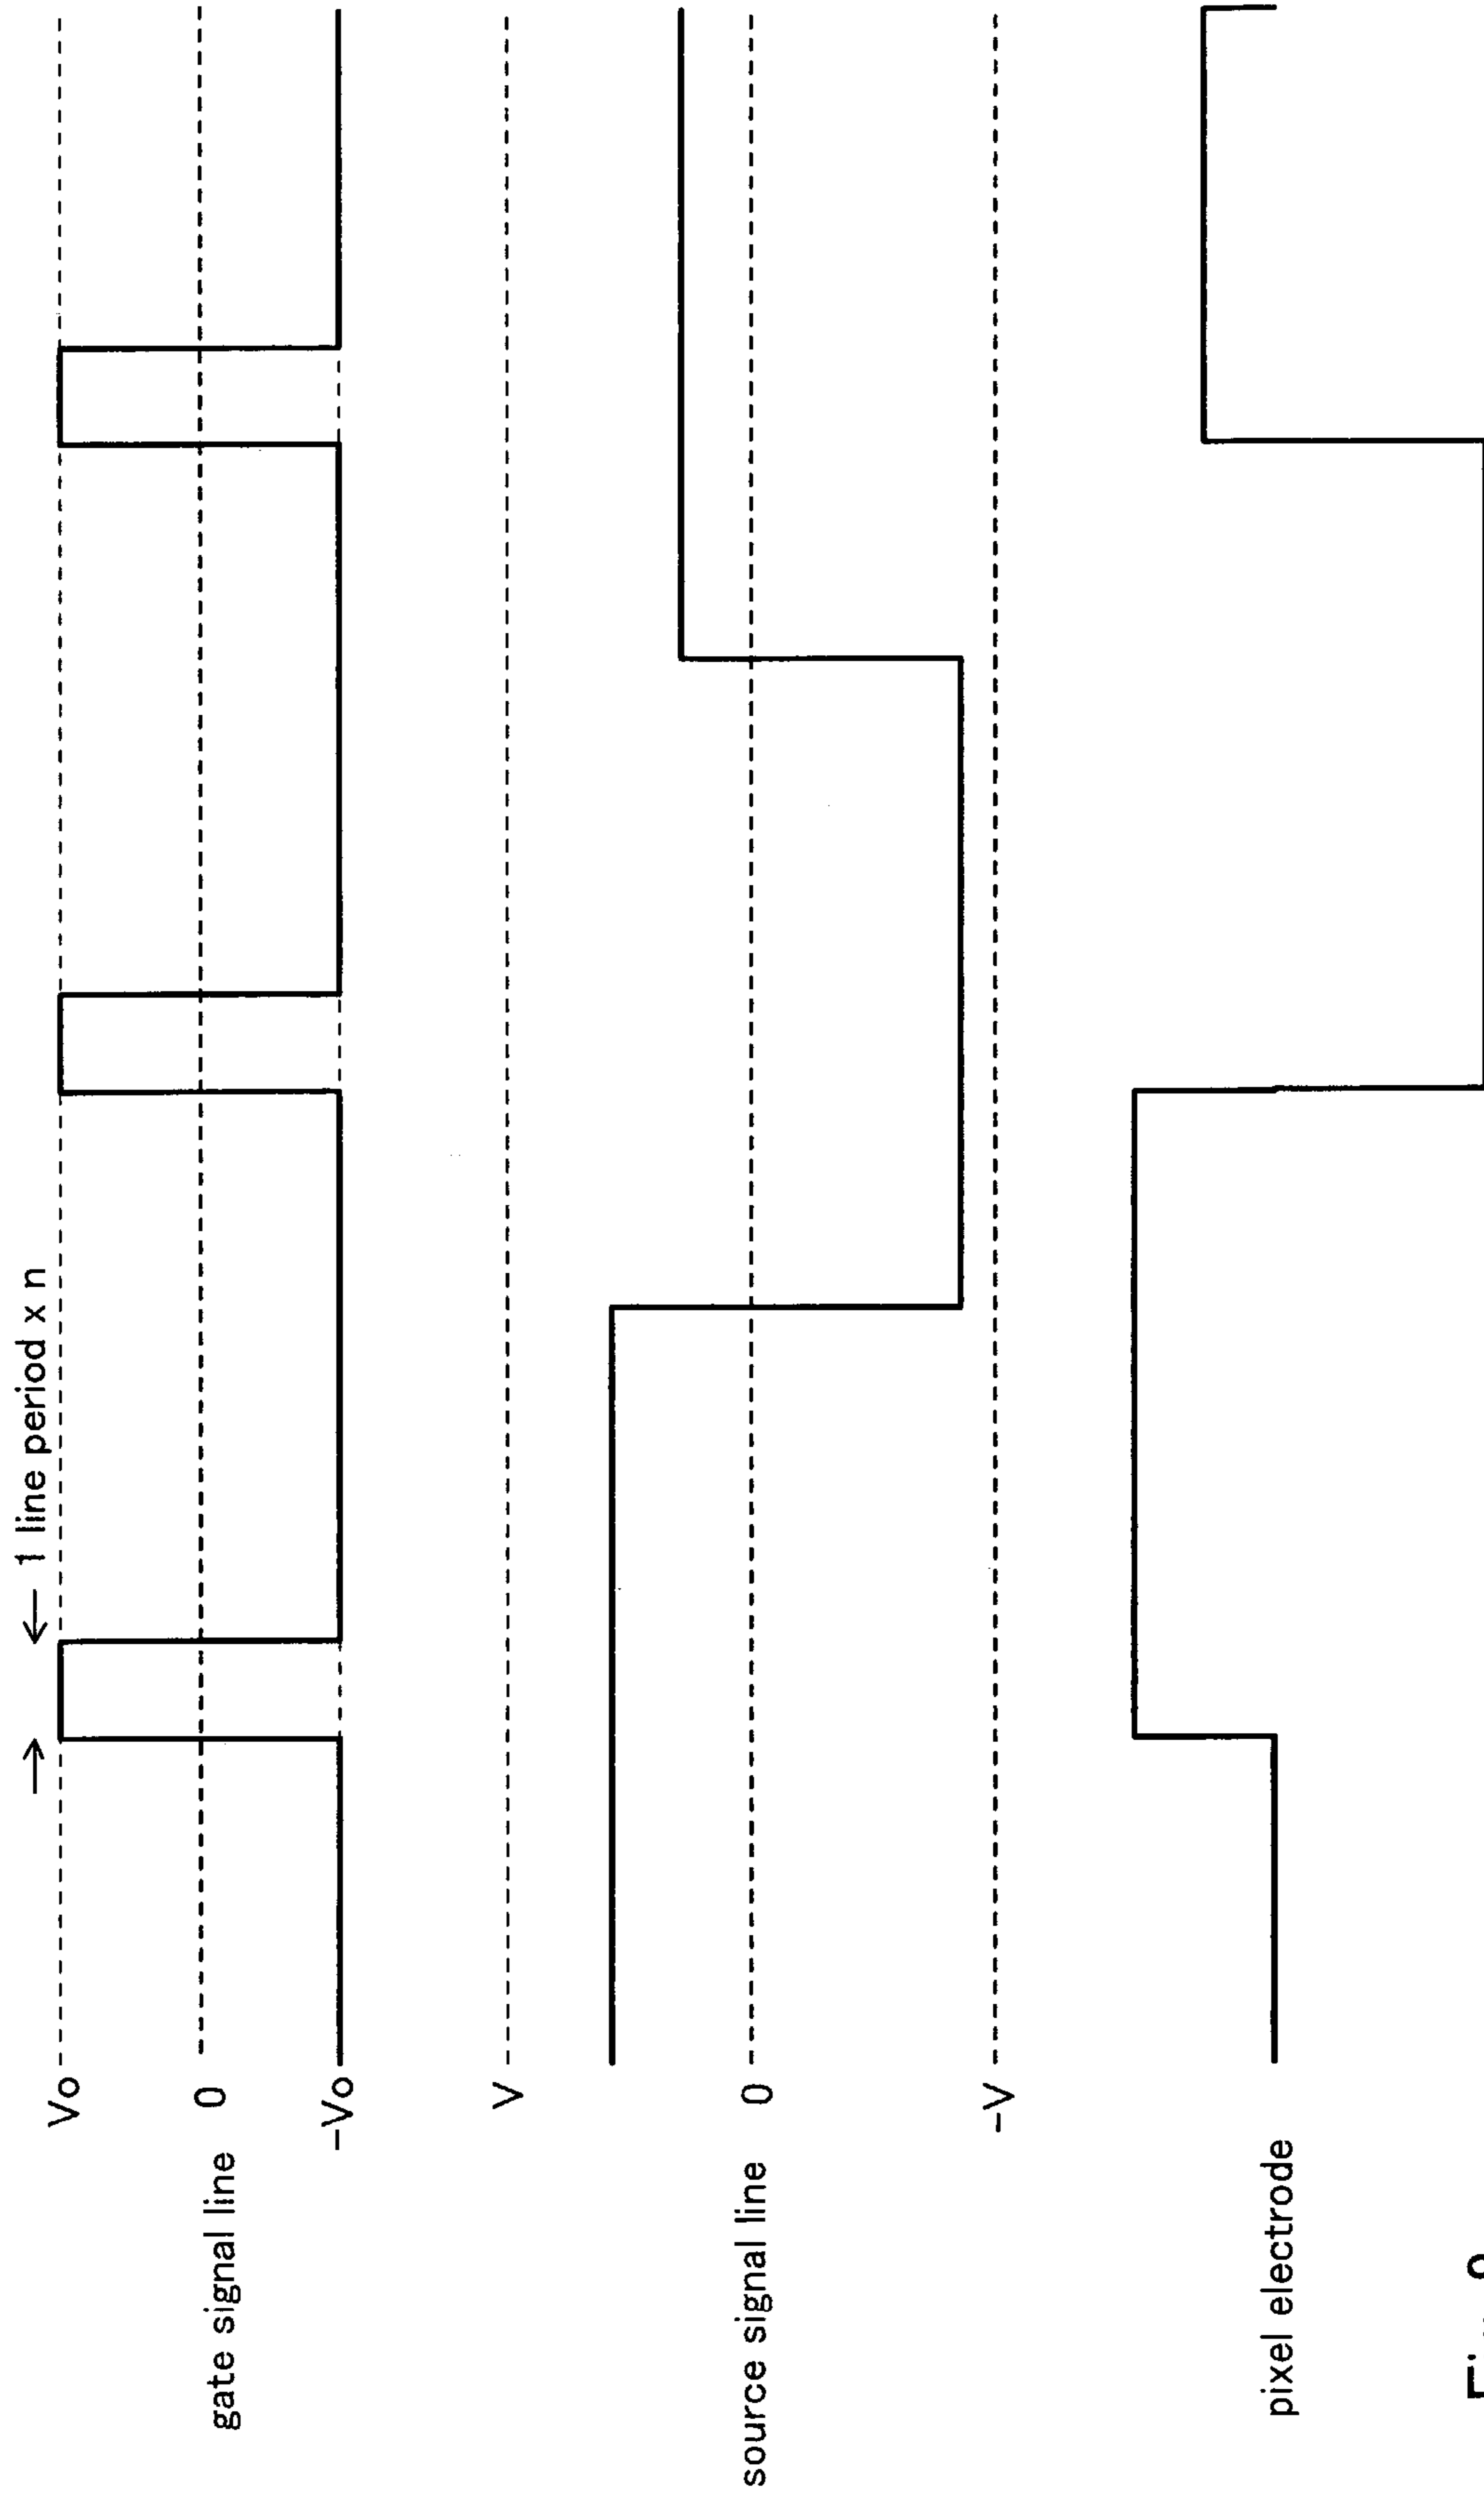 1 line period x n
Vo
0
gate signal line
-Vo
V
0
source signal line
-V
pixel electrode